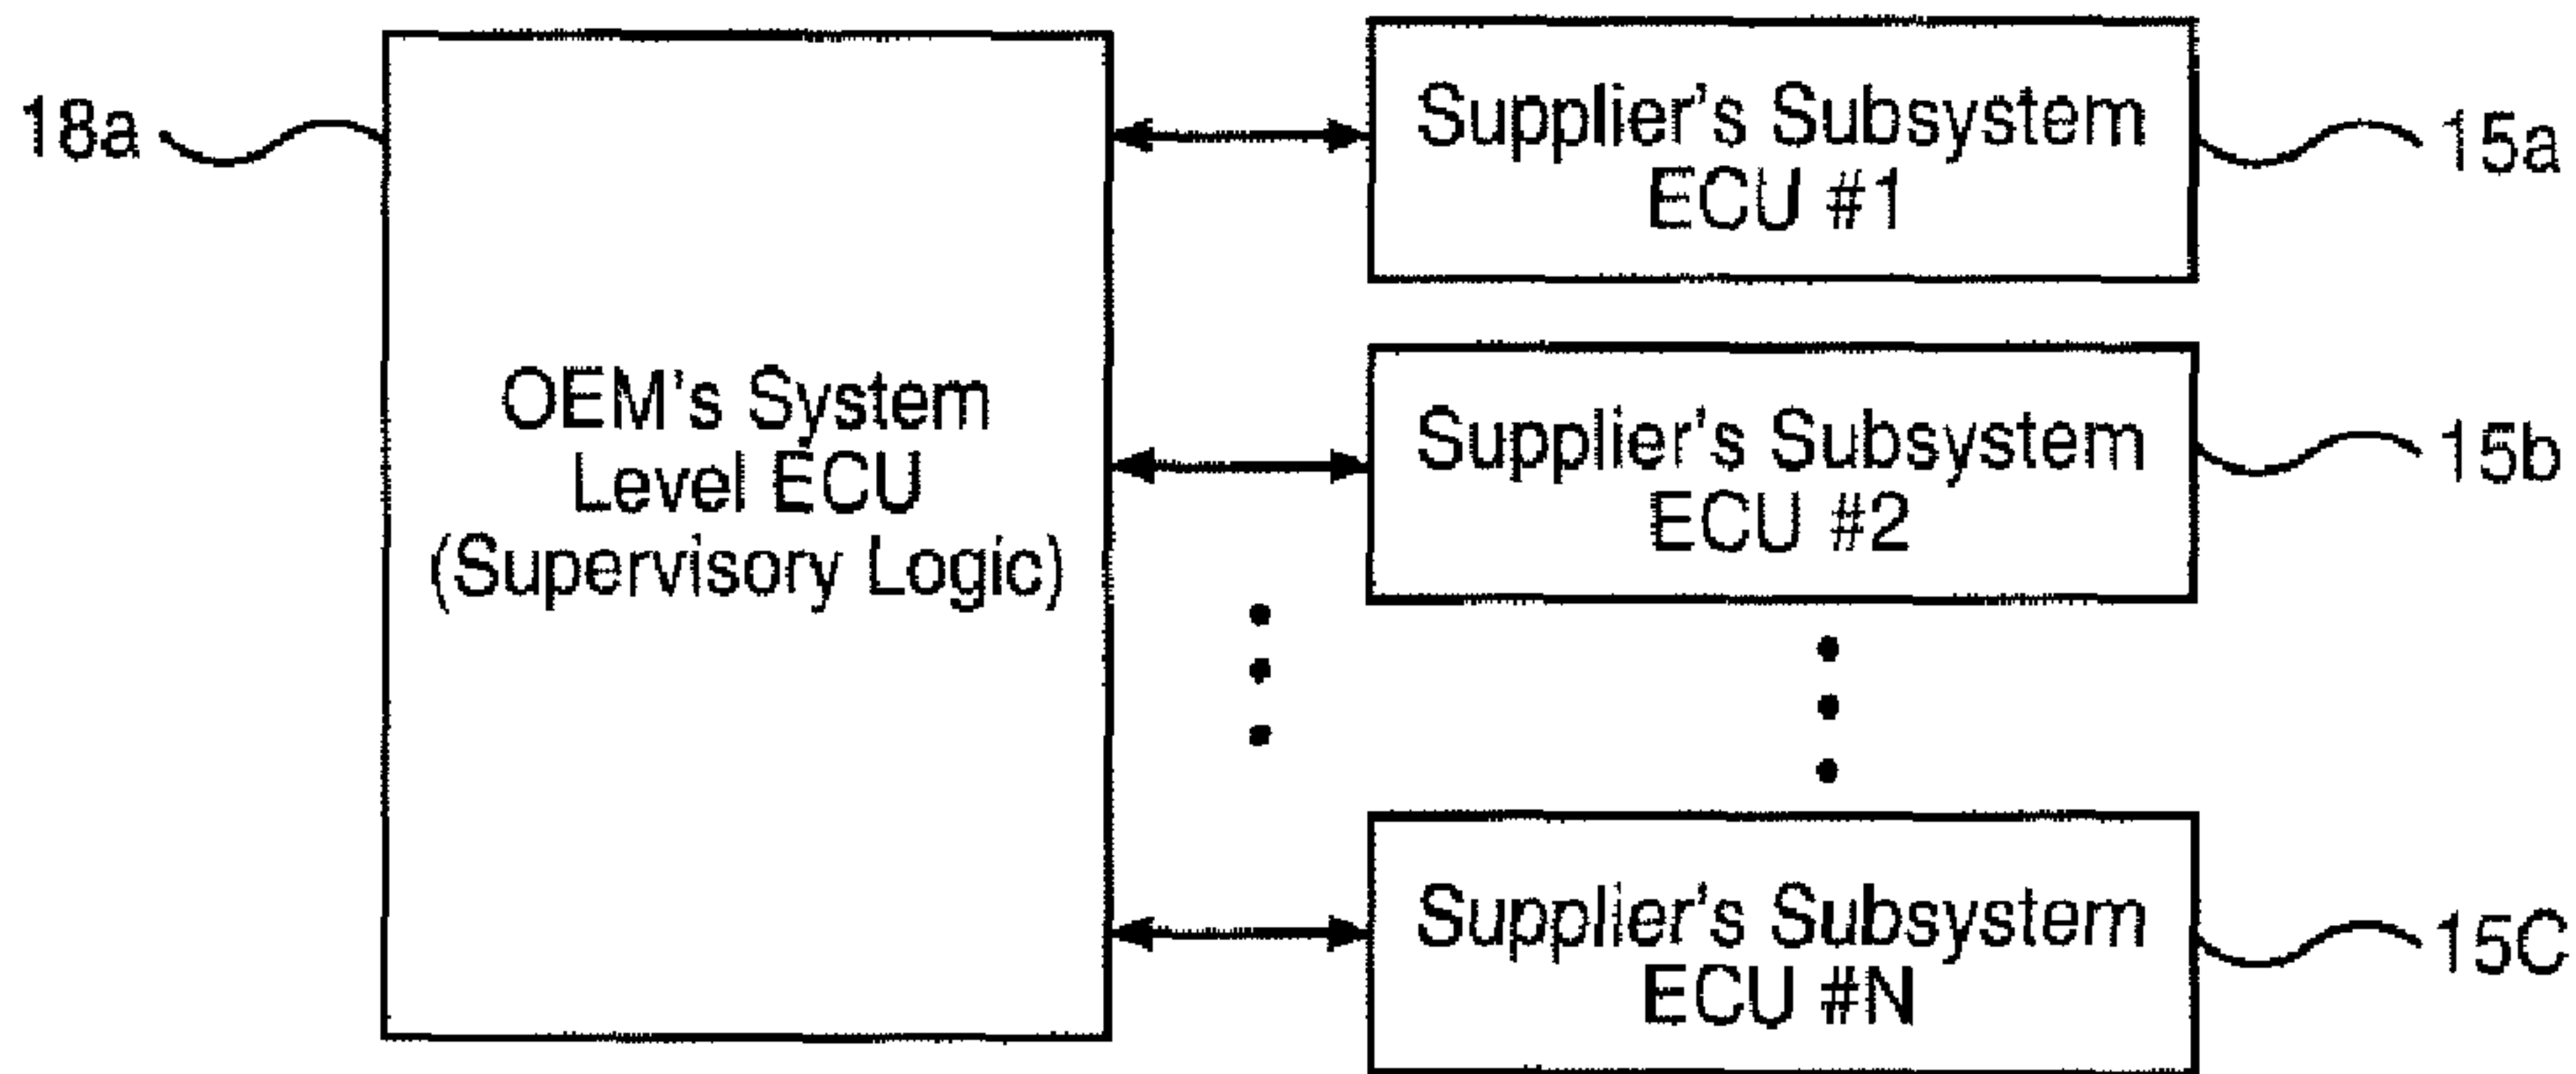 18a
OEM's System
Level ECU
(Supervisory Logic)
Supplier's Subsystem
ECU #1
15a
Supplier's Subsystem
ECU #2
15b
Supplier's Subsystem
ECU #N
15C